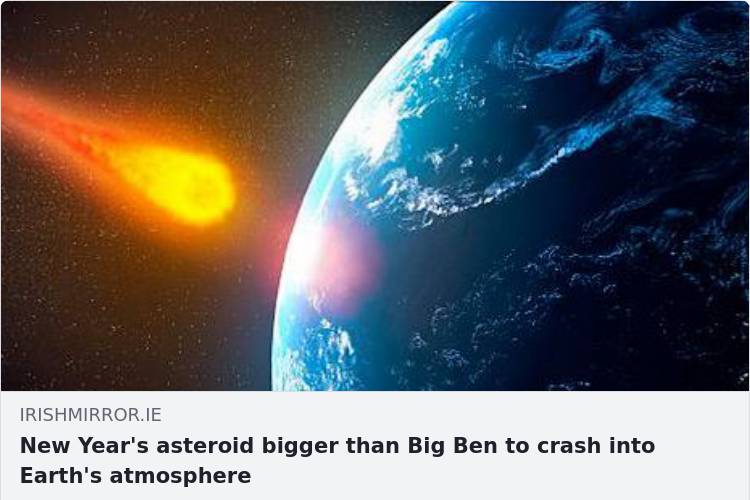 IRISHMIRROR.IE
New Year's asteroid bigger than Big Ben to crash into
Earth's atmosphere